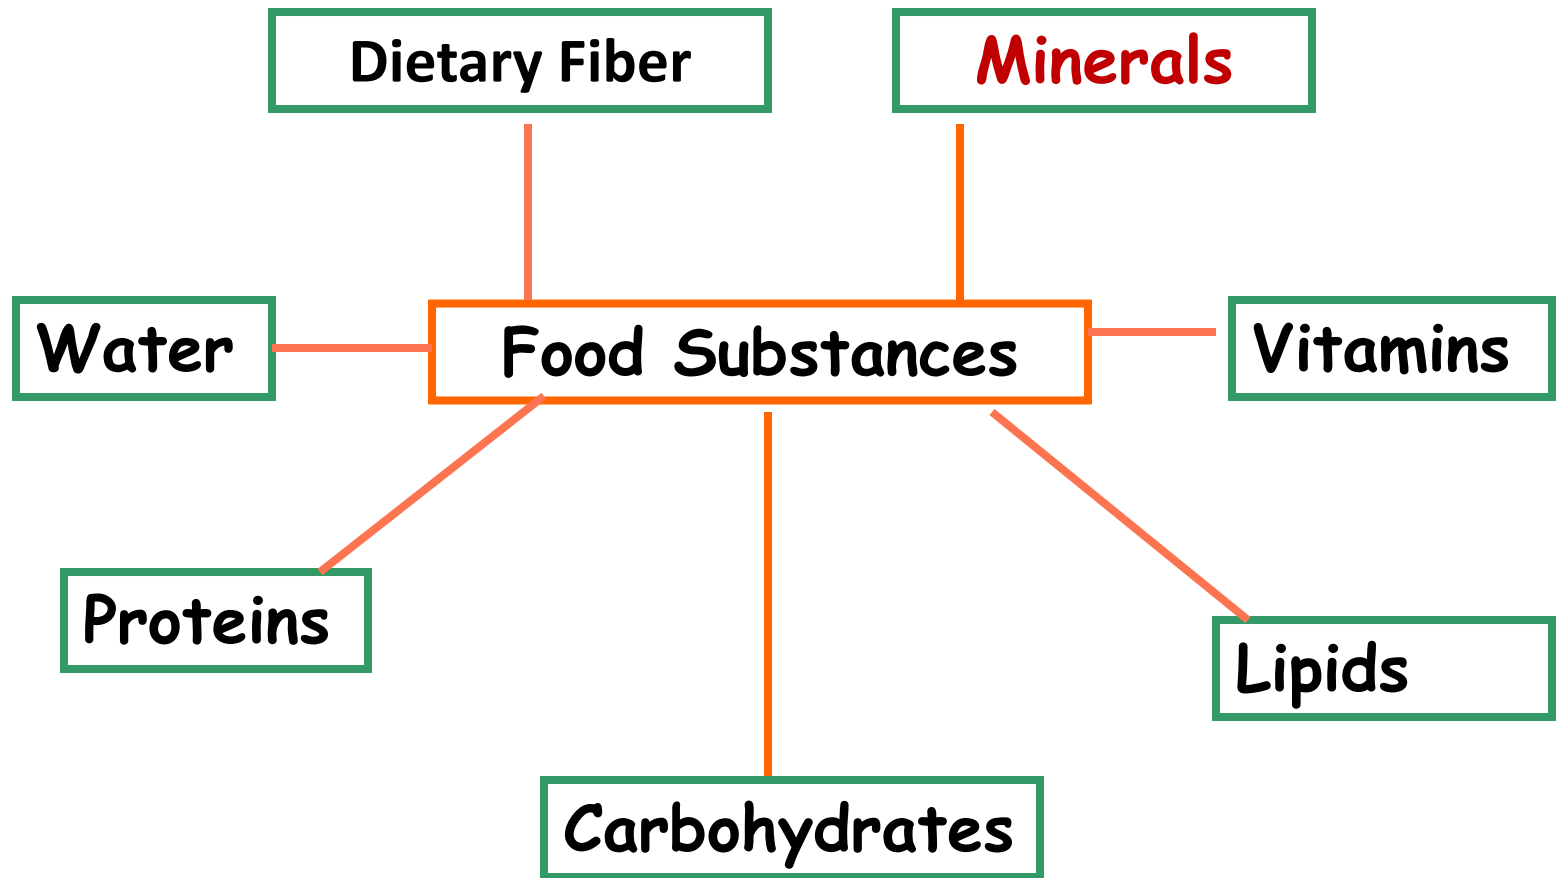 Dietary Fiber
Minerals
Water
Food Substances
Vitamins
Proteins
Lipids
Carbohydrates